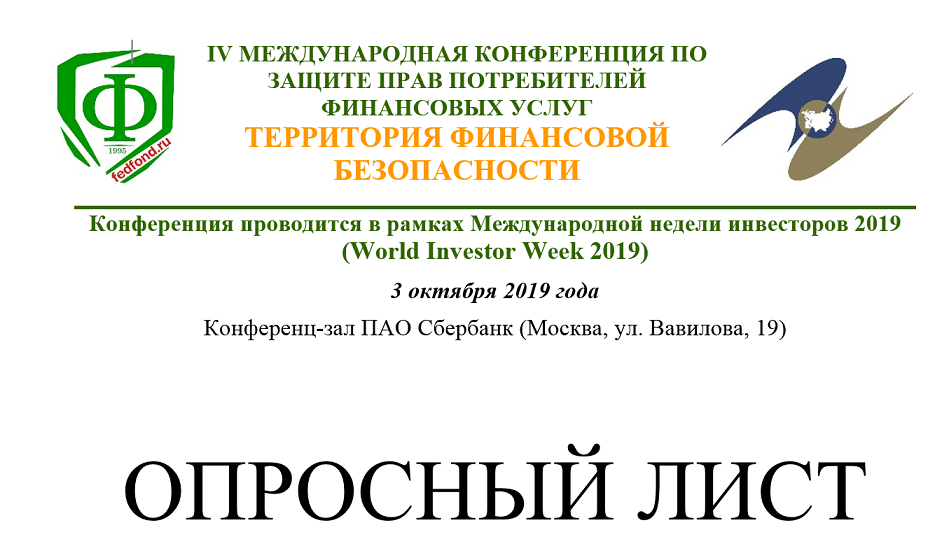 IV МЕЖДУНАРОДНАЯ КОНФЕРЕНЦИЯ ПО
ЗАЩИТЕ ПРАВ ПОТРЕБИТЕЛЕЙ
ФИНАНСОВЫХ УСЛУГ
ТЕРРИТОРИЯ ФИНАНСОВОЙ
БЕЗОПАСНОСТИ
Ф
1995
fedfond.ru
Конференция проводится в рамках Международной недели инвесторов 2019
(World Investor Week 2019)
3 октября 2019 года
Конференц-зал ПАО Сбербанк (Москва, ул. Вавилова, 19)
ОПРОСНЫЙ ЛИСТ